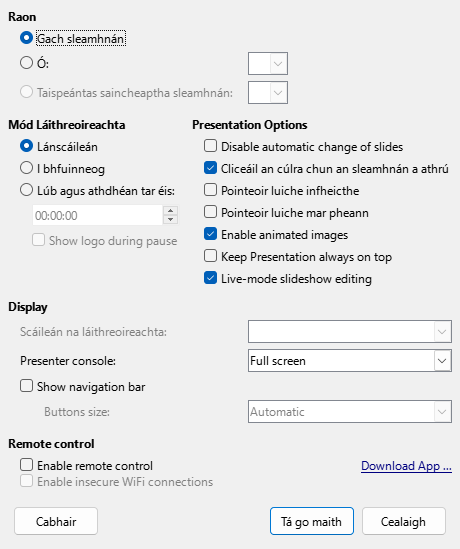 Raon
Gach sleamhnán
Ó:
Taispeántas saincheaptha sleamhnán:
Mód Láithreoireachta
Lánscáileán
I bhfuinneog
Lúb agus athdhéan tar éis:
00:00:00
Show logo during pause
Presentation Options
Disable automatic change of slides
Cliceáil an cúlra chun an sleamhnán a athrú
Pointeoir luiche infheicthe
Pointeoir luiche mar pheann
Enable animated images
Keep Presentation always on top
Live-mode slideshow editing
Display
Scáileán na láithreoireachta:
Presenter console: Full screen
Show navigation bar
Buttons size: Automatic
Remote control
Enable remote control Download App ...
Enable insecure WiFi connections
Cabhair Tá go maith Cealaigh